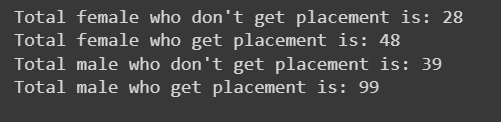 Total female who don't get placement is: 28
Total female who get placement is: 48
Total male who don't get placement is: 39
Total male who get placement is: 99